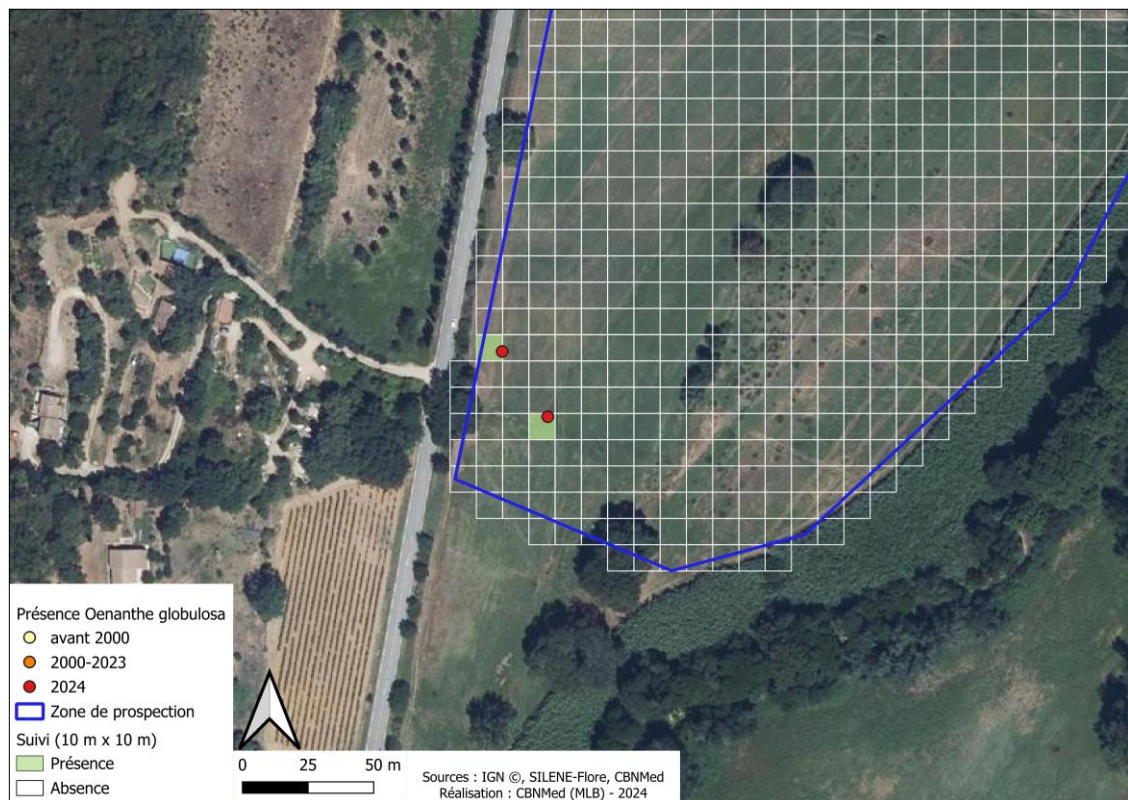 Présence Oenanthe globulosa
avant 2000
2000-2023
2024
Zone de prospection
Suivi (10 m x 10 m)
Présence
Absence
0 25 50 m
Sources : IGN ©, SILENE-Flore, CBNMed
Réalisation : CBNMed (MLB) - 2024